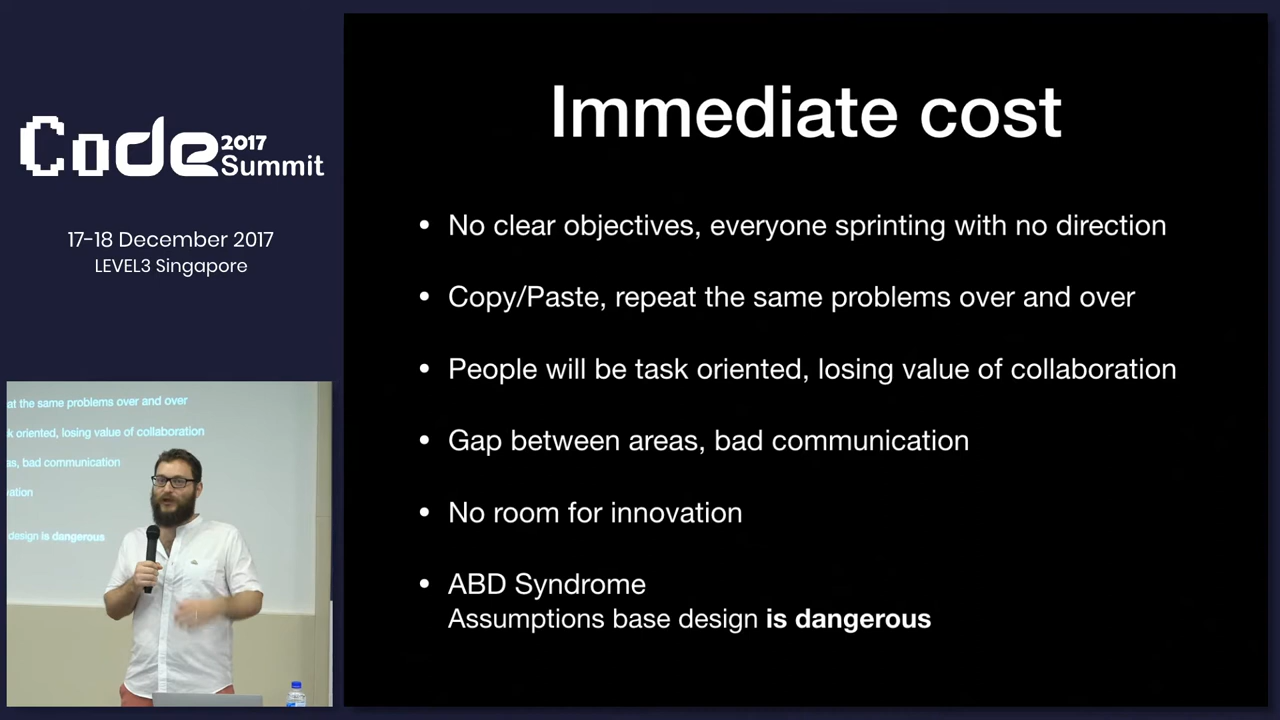 Code 2017 Summit
17-18 December 2017
LEVEL3 Singapore
Immediate cost
• No clear objectives, everyone sprinting with no direction
• Copy/Paste, repeat the same problems over and over
• People will be task oriented, losing value of collaboration
• Gap between areas, bad communication
• No room for innovation
• ABD Syndrome
Assumptions base design is dangerous
the same problems over and over
oriented, losing value of collaboration
bad communication
design is dangerous